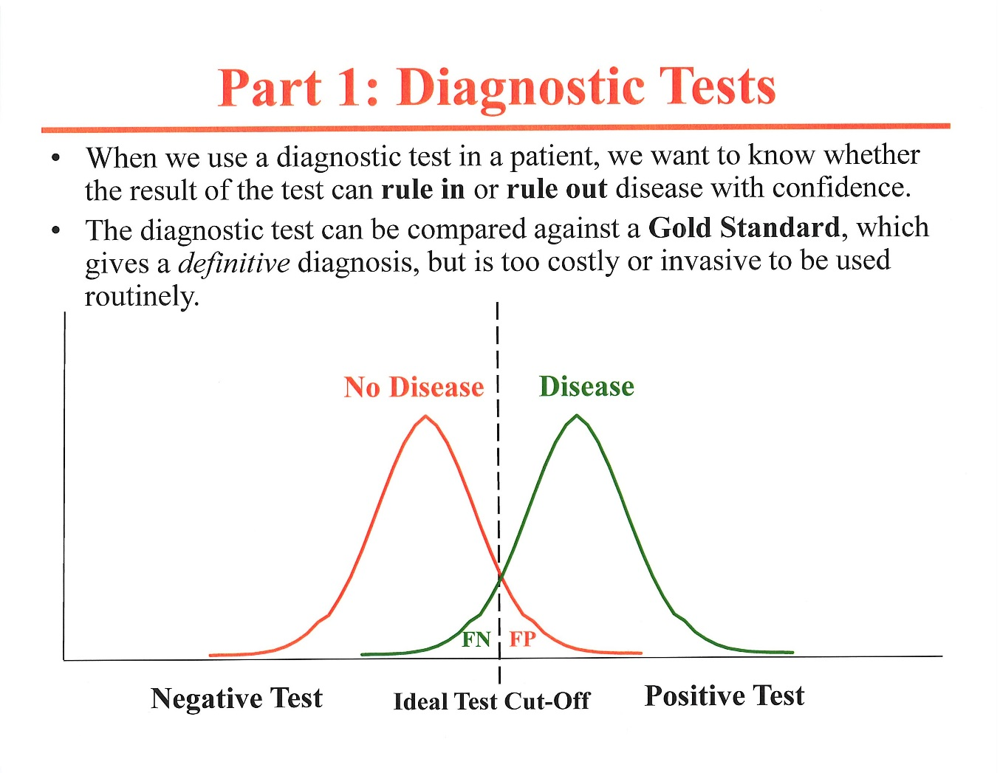 Part 1: Diagnostic Tests
• When we use a diagnostic test in a patient, we want to know whether
the result of the test can rule in or rule out disease with confidence.
• The diagnostic test can be compared against a Gold Standard, which
gives a definitive diagnosis, but is too costly or invasive to be used
routinely.
No Disease
Disease
FN
FP
Negative Test
Ideal Test Cut-Off
Positive Test